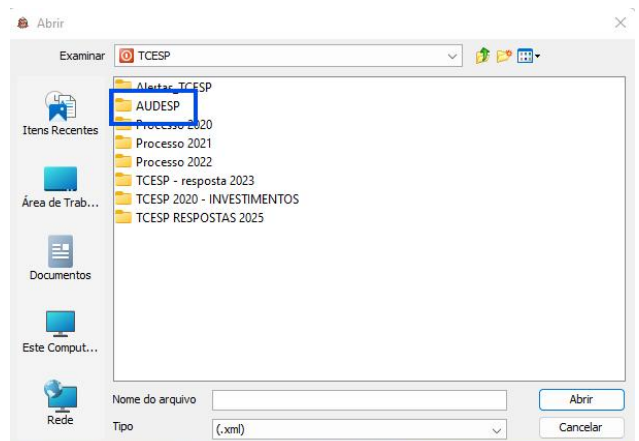 Abrir
Examinar
TCESP
Alertas_TCESP
AUDESP
Processo 2020
Processo 2021
Processo 2022
TCESP - resposta 2023
TCESP 2020 - INVESTIMENTOS
TCESP RESPOSTAS 2025
Itens Recentes
Área de Trab...
Documentos
Este Comput...
Rede
Nome do arquivo
Abrir
Tipo
(.xml)
Cancelar